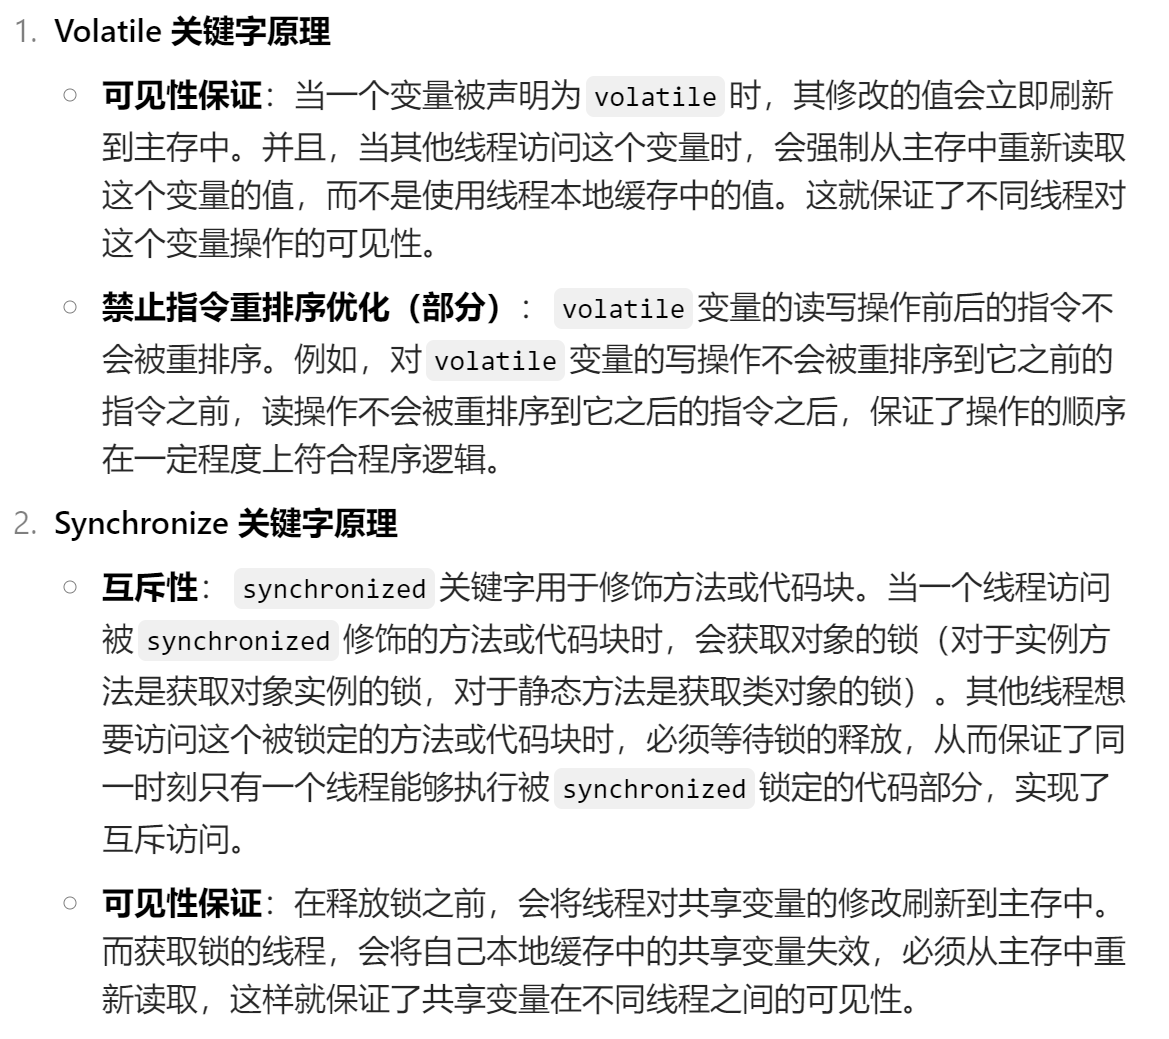 1. Volatile 关键字原理
可见性保证：当一个变量被声明为 volatile 时，其修改的值会立即刷新
到主存中。并且，当其他线程访问这个变量时，会强制从主存中重新读取
这个变量的值，而不是使用线程本地缓存中的值。这就保证了不同线程对
这个变量操作的可见性。
禁止指令重排序优化（部分）： volatile 变量的读写操作前后的指令不
会被重排序。例如，对 volatile 变量的写操作不会被重排序到它之前的
指令之前，读操作不会被重排序到它之后的指令之后，保证了操作的顺序
在一定程度上符合程序逻辑。
2. Synchronize 关键字原理
互斥性： synchronized 关键字用于修饰方法或代码块。当一个线程访问
被 synchronized 修饰的方法或代码块时，会获取对象的锁（对于实例方
法是获取对象实例的锁，对于静态方法是获取类对象的锁）。其他线程想
要访问这个被锁定的方法或代码块时，必须等待锁的释放，从而保证了同
一时刻只有一个线程能够执行被 synchronized 锁定的代码部分，实现了
互斥访问。
可见性保证：在释放锁之前，会将线程对共享变量的修改刷新到主存中。
而获取锁的线程，会将自己本地缓存中的共享变量失效，必须从主存中重
新读取，这样就保证了共享变量在不同线程之间的可见性。